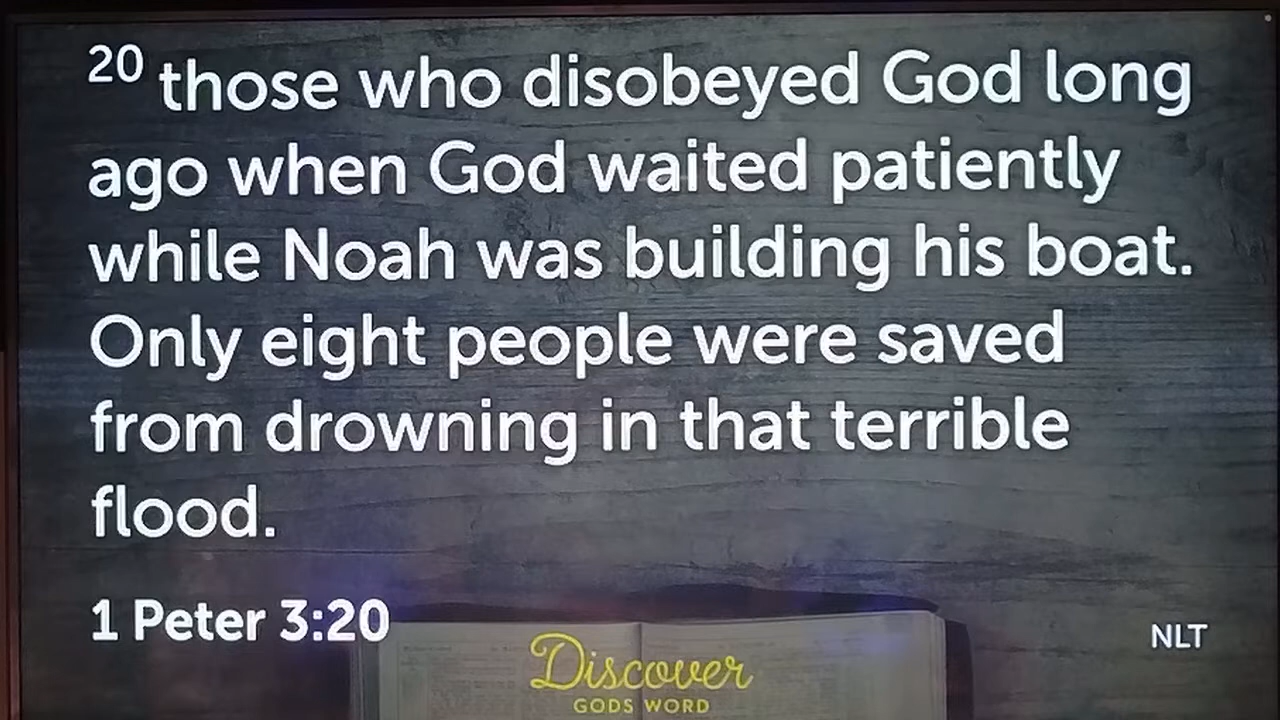 20 those who disobeyed God long
ago when God waited patiently
while Noah was building his boat.
Only eight people were saved
from drowning in that terrible
flood.
1 Peter 3:20
NLT
Discover
GODS WORD